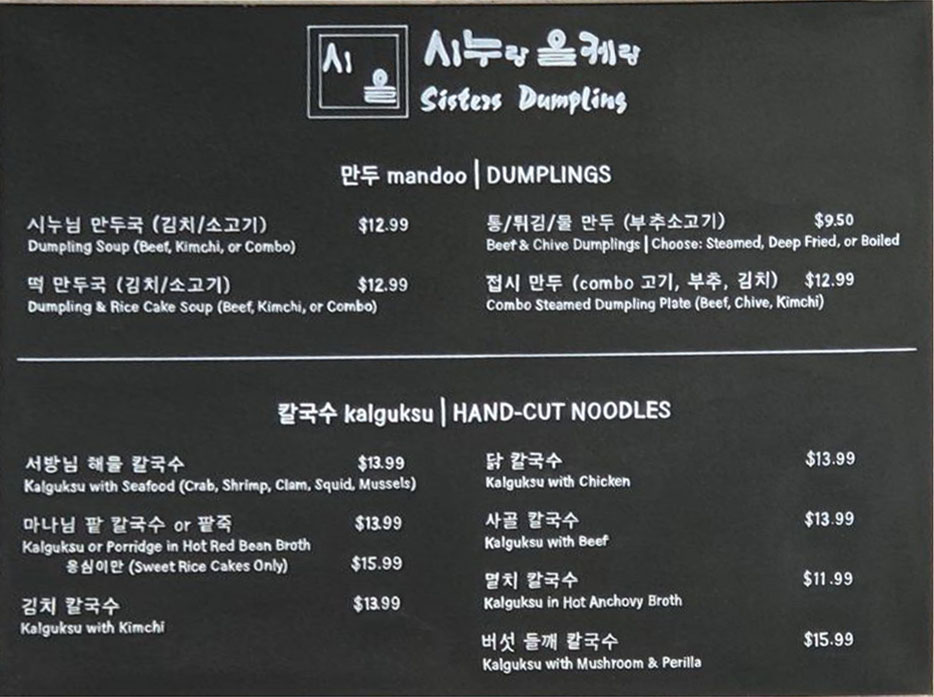 시 올
시누랑 올케랑
Sisters Dumpling
만두 mandoo | DUMPLINGS
시누님 만두국 (김치/소고기) $12.99
Dumpling Soup (Beef, Kimchi, or Combo)
떡 만두국 (김치/소고기) $12.99
Dumpling & Rice Cake Soup (Beef, Kimchi, or Combo)
통/튀김/물 만두 (부추소고기) $9.50
Beef & Chive Dumplings | Choose: Steamed, Deep Fried, or Boiled
접시 만두 (combo 고기, 부추, 김치) $12.99
Combo Steamed Dumpling Plate (Beef, Chive, Kimchi)
칼국수 kalguksu | HAND-CUT NOODLES
서방님 해물 칼국수 $13.99
Kalguksu with Seafood (Crab, Shrimp, Clam, Squid, Mussels)
마나님 팥 칼국수 or 팥죽 $13.99
Kalguksu or Porridge in Hot Red Bean Broth
옹심이만 (Sweet Rice Cakes Only) $15.99
김치 칼국수 $13.99
Kalguksu with Kimchi
닭 칼국수 $13.99
Kalguksu with Chicken
사골 칼국수 $13.99
Kalguksu with Beef
멸치 칼국수 $11.99
Kalguksu in Hot Anchovy Broth
버섯 들깨 칼국수 $15.99
Kalguksu with Mushroom & Perilla